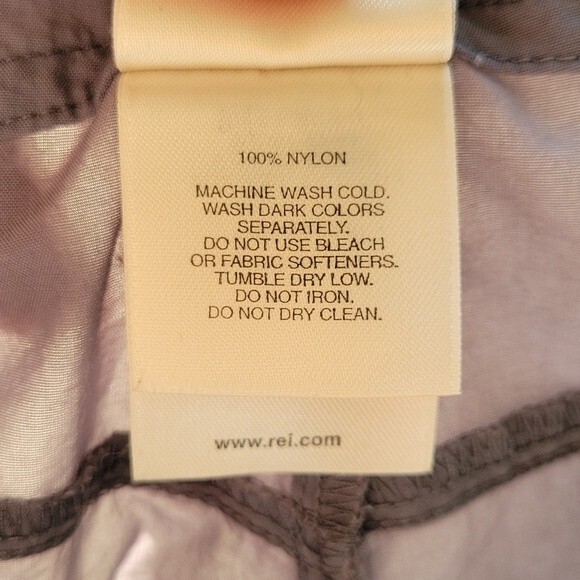 100% NYLON
MACHINE WASH COLD.
WASH DARK COLORS
SEPARATELY.
DO NOT USE BLEACH
OR FABRIC SOFTENERS.
TUMBLE DRY LOW.
DO NOT IRON.
DO NOT DRY CLEAN.
www.rei.com